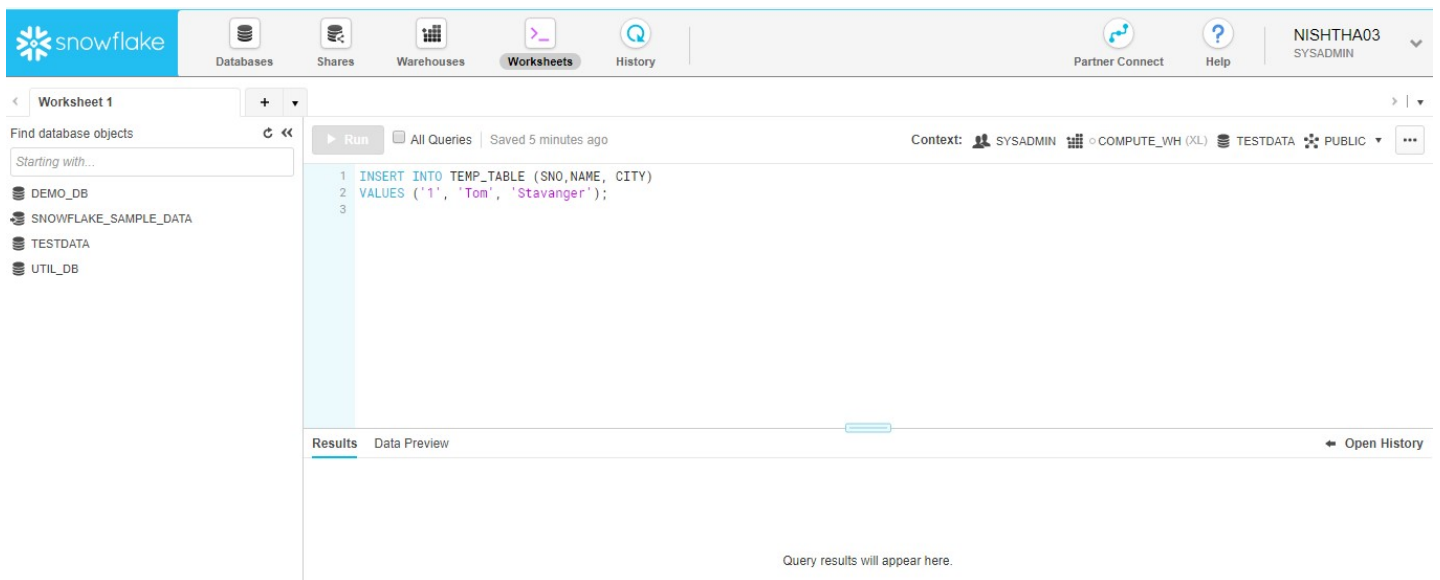 snowflake
Databases
Shares
Warehouses
Worksheets
History
Partner Connect
Help
NISHTHA03
SYSADMIN
Worksheet 1
Find database objects
Starting with...
DEMO_DB
SNOWFLAKE_SAMPLE_DATA
TESTDATA
UTIL_DB
Run All Queries Saved 5 minutes ago
Context: SYSADMIN COMPUTE_WH (XL) TESTDATA PUBLIC
1 INSERT INTO TEMP_TABLE (SNO,NAME, CITY)
2 VALUES ('1', 'Tom', 'Stavanger');
3
Results Data Preview
Open History
Query results will appear here.